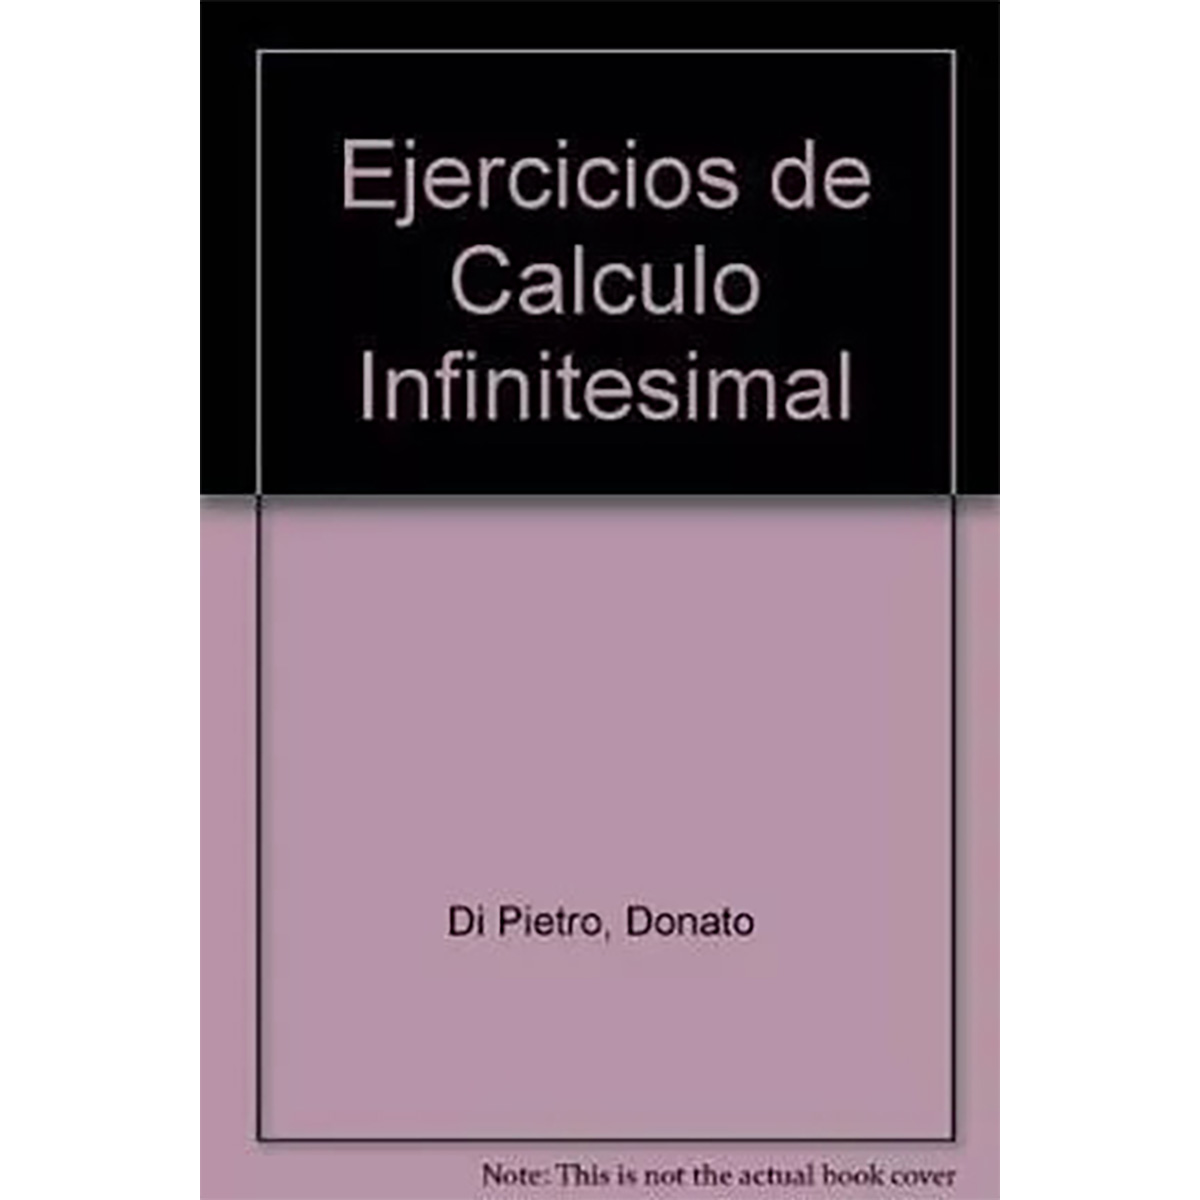 Ejercicios de
Calculo
Infinitesimal
Di Pietro, Donato
Note: This is not the actual book cover